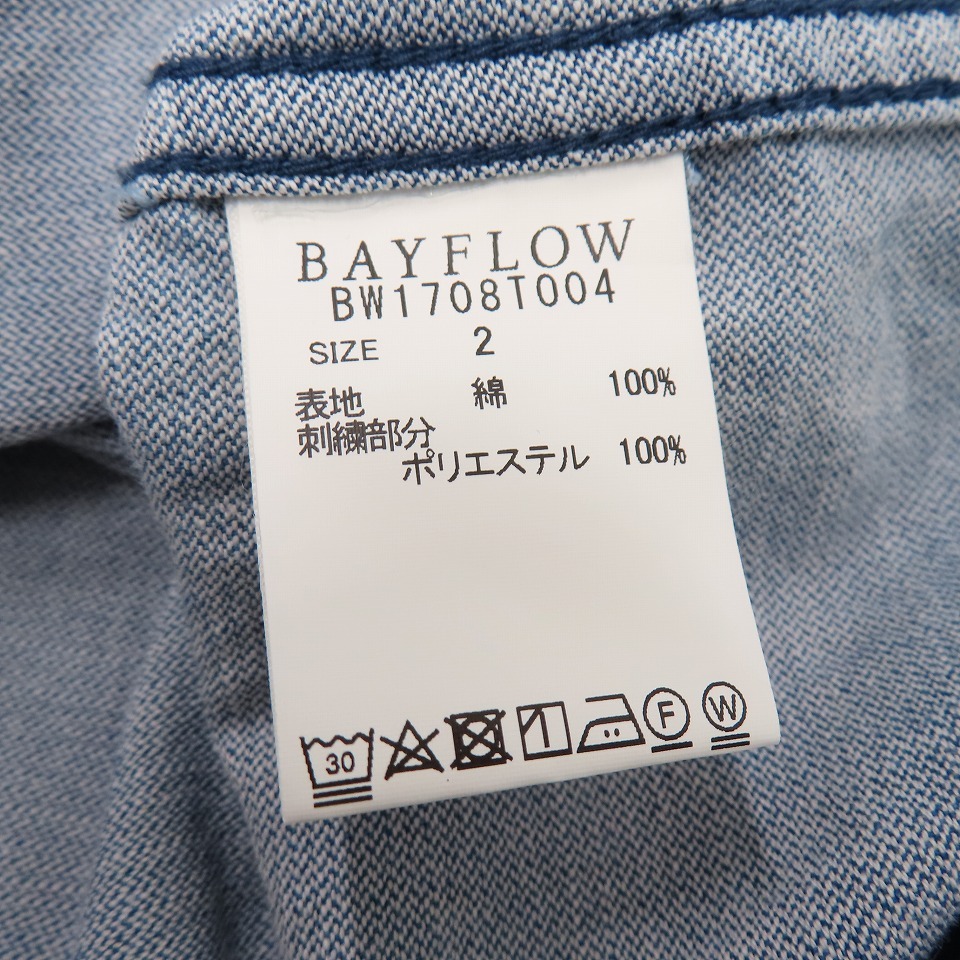 BAYFLOW
BW1708T004
SIZE 2
表地 綿 100%
刺繍部分
ポリエステル 100%
30 F W